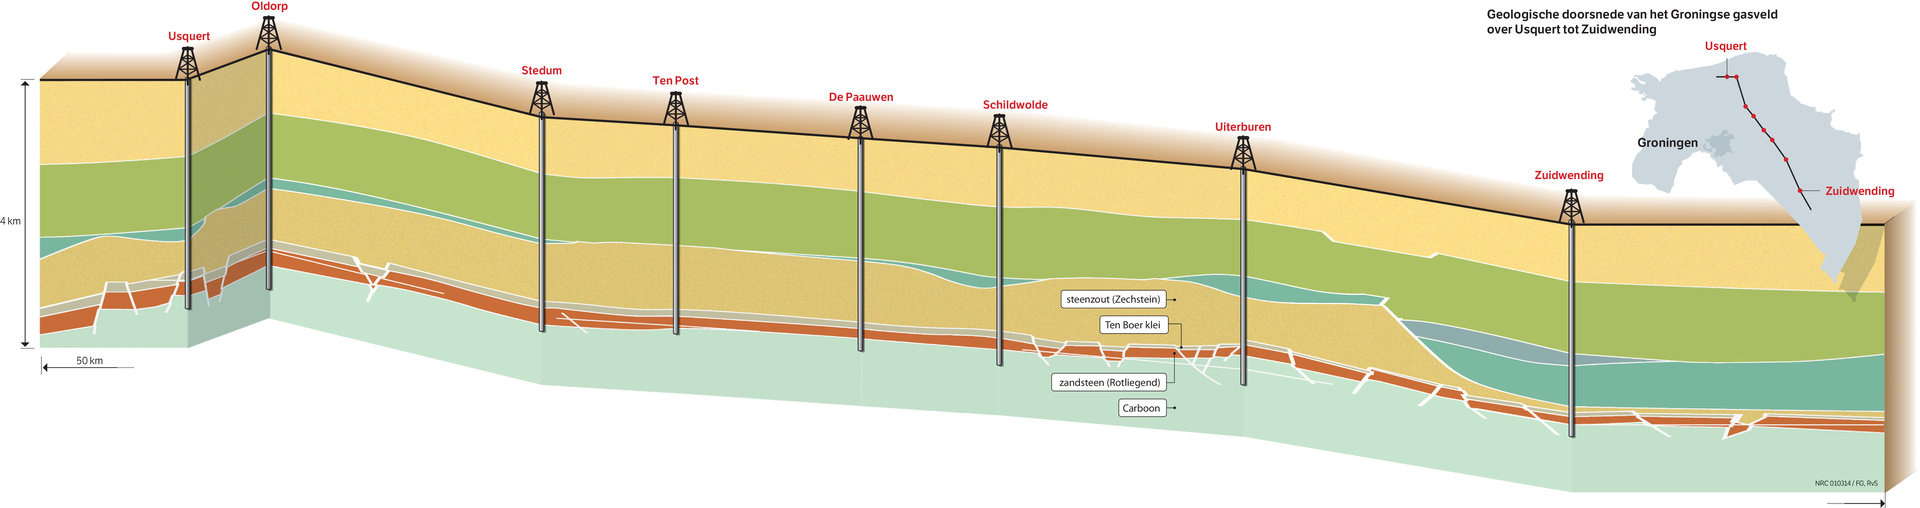 Oldorp
Usquert
Stedum
Ten Post
De Paauwen
Schildwolde
Uiterburen
Zuidwending
Geologische doorsnede van het Groningse gasveld
over Usquert tot Zuidwending
Usquert
Groningen
Zuidwending
4 km
50 km
steenzout (Zechstein)
Ten Boer klei
zandsteen (Rotliegend)
Carboon
NRC 010314 / FG, RvS